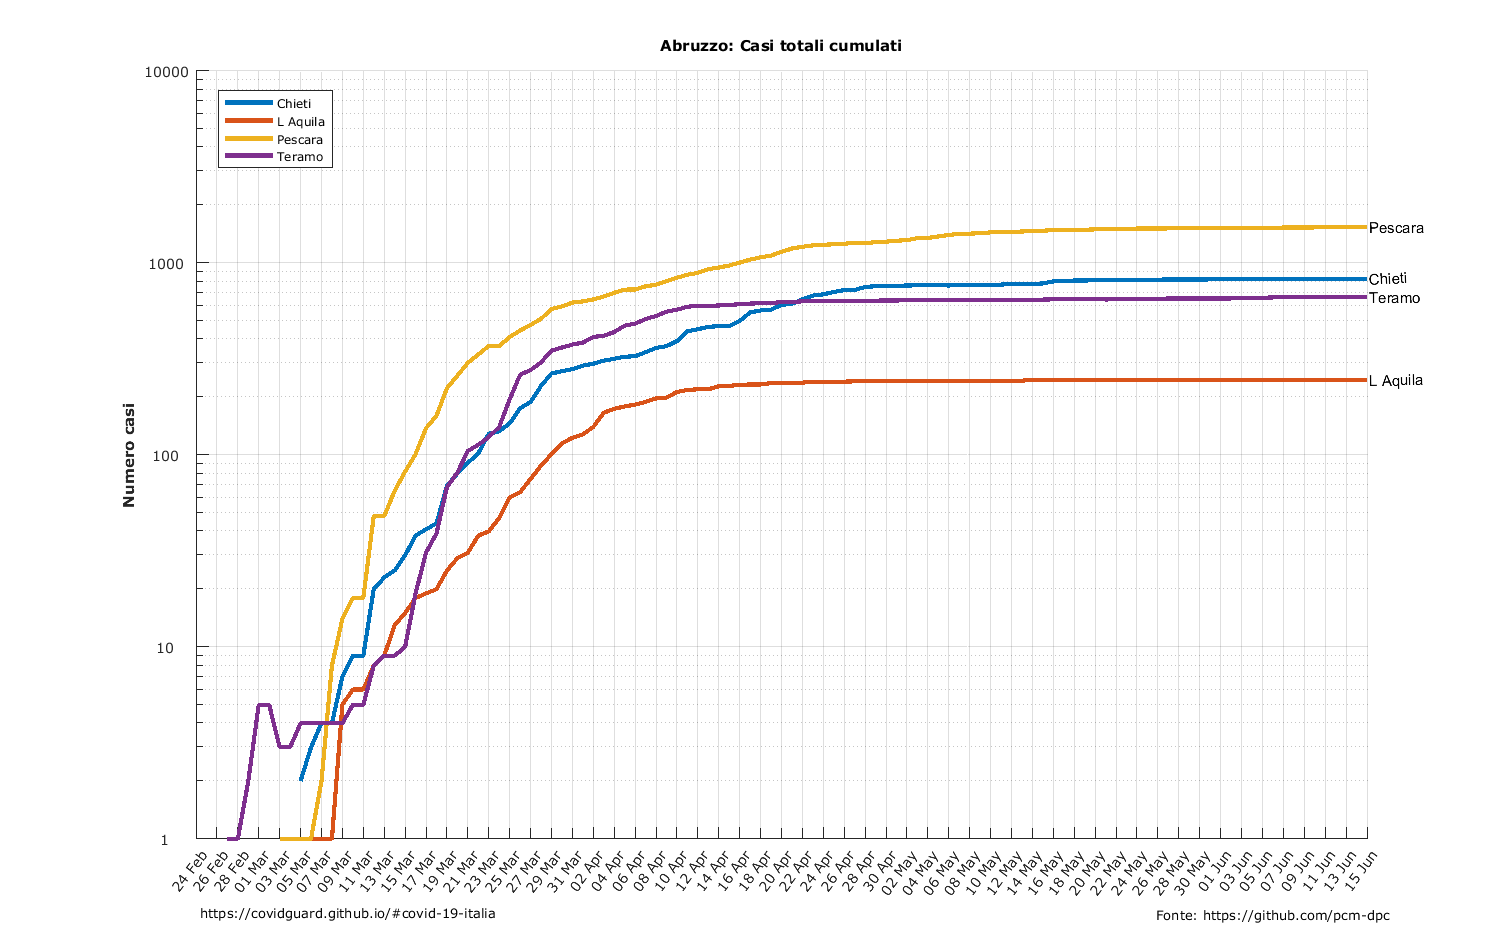 Abruzzo: Casi totali cumulati
10000
1000
100
10
1
Numero casi
Chieti
L Aquila
Pescara
Teramo
Pescara
Chieti
Teramo
L Aquila
24 Feb
26 Feb
28 Feb
01 Mar
03 Mar
05 Mar
07 Mar
09 Mar
11 Mar
13 Mar
15 Mar
17 Mar
19 Mar
21 Mar
23 Mar
25 Mar
27 Mar
29 Mar
31 Mar
02 Apr
04 Apr
06 Apr
08 Apr
10 Apr
12 Apr
14 Apr
16 Apr
18 Apr
20 Apr
22 Apr
24 Apr
26 Apr
28 Apr
30 Apr
02 May
04 May
06 May
08 May
10 May
12 May
14 May
16 May
18 May
20 May
22 May
24 May
26 May
28 May
30 May
01 Jun
03 Jun
05 Jun
07 Jun
09 Jun
11 Jun
13 Jun
15 Jun
https://covidguard.github.io/#covid-19-italia
Fonte: https://github.com/pcm-dpc